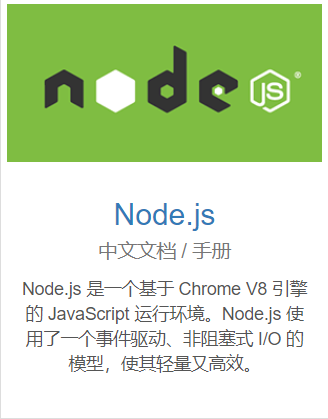 node
JS ®
Node.js
中文文档 / 手册
Node.js 是一个基于 Chrome V8 引擎
的 JavaScript 运行环境。Node.js 使
用了一个事件驱动、非阻塞式 I/O 的
模型，使其轻量又高效。